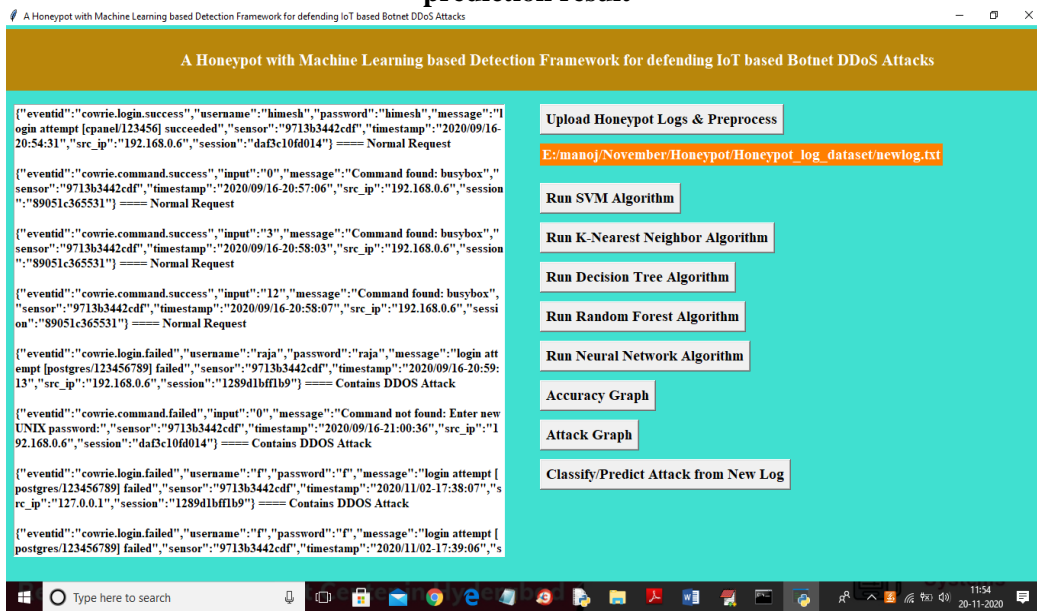 prediction result
A Honeypot with Machine Learning based Detection Framework for defending IoT based Botnet DDoS Attacks
A Honeypot with Machine Learning based Detection Framework for defending IoT based Botnet DDoS Attacks
{"eventid":"cowrie.login.success","username":"himesh","password":"himesh","message":"l
ogin attempt [cpanel/123456] succeeded","sensor":"9713b3442cdf","timestamp":"2020/09/16-
20:54:31","src_ip":"192.168.0.6","session":"daf3c10fd014"} ==== Normal Request
{"eventid":"cowrie.command.success","input":"0","message":"Command found: busybox","
sensor":"9713b3442cdf","timestamp":"2020/09/16-20:57:06","src_ip":"192.168.0.6","session
":"89051c365531"} ==== Normal Request
{"eventid":"cowrie.command.success","input":"3","message":"Command found: busybox","
sensor":"9713b3442cdf","timestamp":"2020/09/16-20:58:03","src_ip":"192.168.0.6","session
":"89051c365531"} ==== Normal Request
{"eventid":"cowrie.command.success","input":"12","message":"Command found: busybox",
"sensor":"9713b3442cdf","timestamp":"2020/09/16-20:58:07","src_ip":"192.168.0.6","sessi
on":"89051c365531"} ==== Normal Request
{"eventid":"cowrie.login.failed","username":"raja","password":"raja","message":"login att
empt [postgres/123456789] failed","sensor":"9713b3442cdf","timestamp":"2020/09/16-20:59:
13","src_ip":"192.168.0.6","session":"1289d1bff1b9"} ==== Contains DDOS Attack
{"eventid":"cowrie.command.failed","input":"0","message":"Command not found: Enter new
UNIX password:","sensor":"9713b3442cdf","timestamp":"2020/09/16-21:00:36","src_ip":"1
92.168.0.6","session":"daf3c10fd014"} ==== Contains DDOS Attack
{"eventid":"cowrie.login.failed","username":"f","password":"f","message":"login attempt [
postgres/123456789] failed","sensor":"9713b3442cdf","timestamp":"2020/11/02-17:38:07","s
rc_ip":"127.0.0.1","session":"1289d1bff1b9"} ==== Contains DDOS Attack
{"eventid":"cowrie.login.failed","username":"f","password":"f","message":"login attempt [
postgres/123456789] failed","sensor":"9713b3442cdf","timestamp":"2020/11/02-17:39:06","s
Upload Honeypot Logs & Preprocess
E:/manoj/November/Honeypot/Honeypot_log_dataset/newlog.txt
Run SVM Algorithm
Run K-Nearest Neighbor Algorithm
Run Decision Tree Algorithm
Run Random Forest Algorithm
Run Neural Network Algorithm
Accuracy Graph
Attack Graph
Classify/Predict Attack from New Log
Type here to search
11:54
20-11-2020